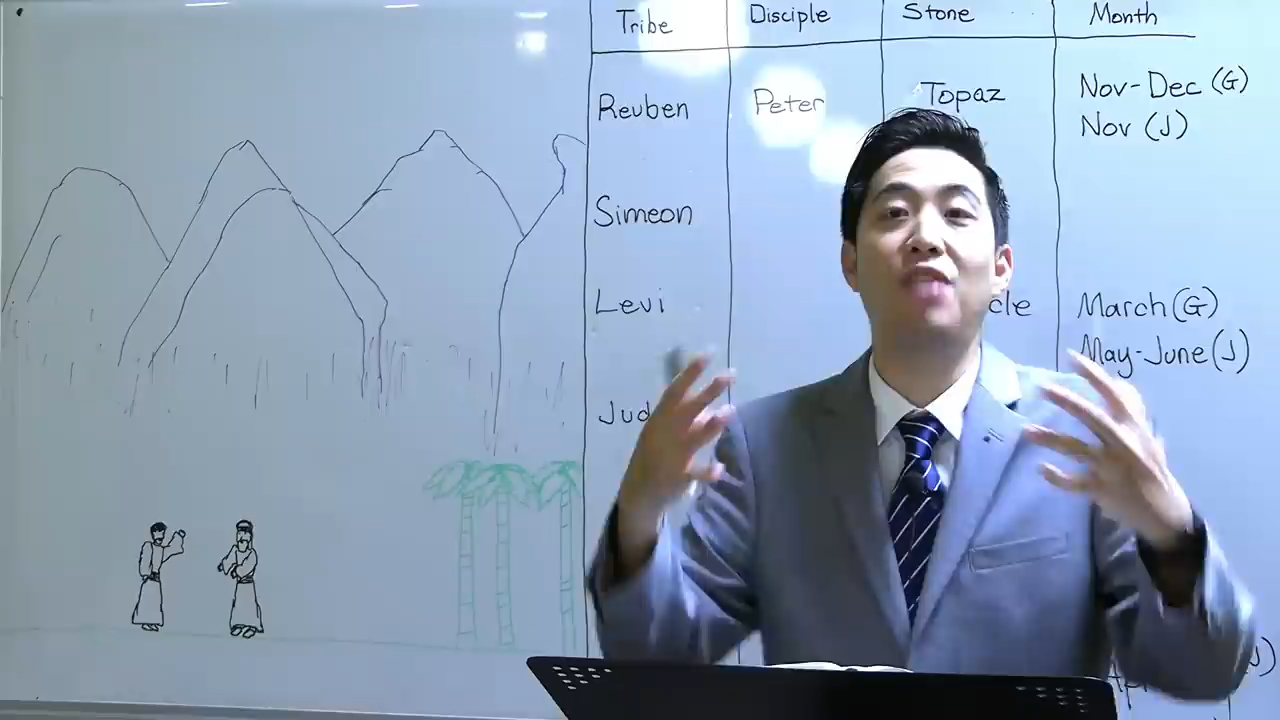 Tribe Disciple Stone Month
Reuben Peter Topaz Nov-Dec (G)
Nov (J)
Simeon
Levi March (G)
May-June (J)